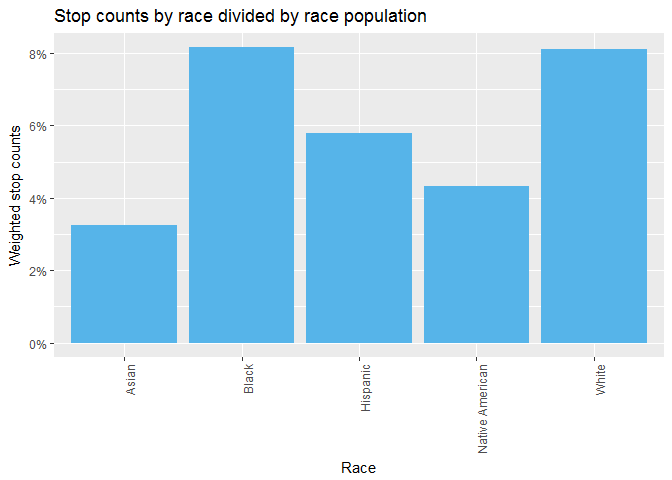 Stop counts by race divided by race population
Weighted stop counts
8%
6%
4%
2%
0%
Asian
Black
Hispanic
Native American
White
Race